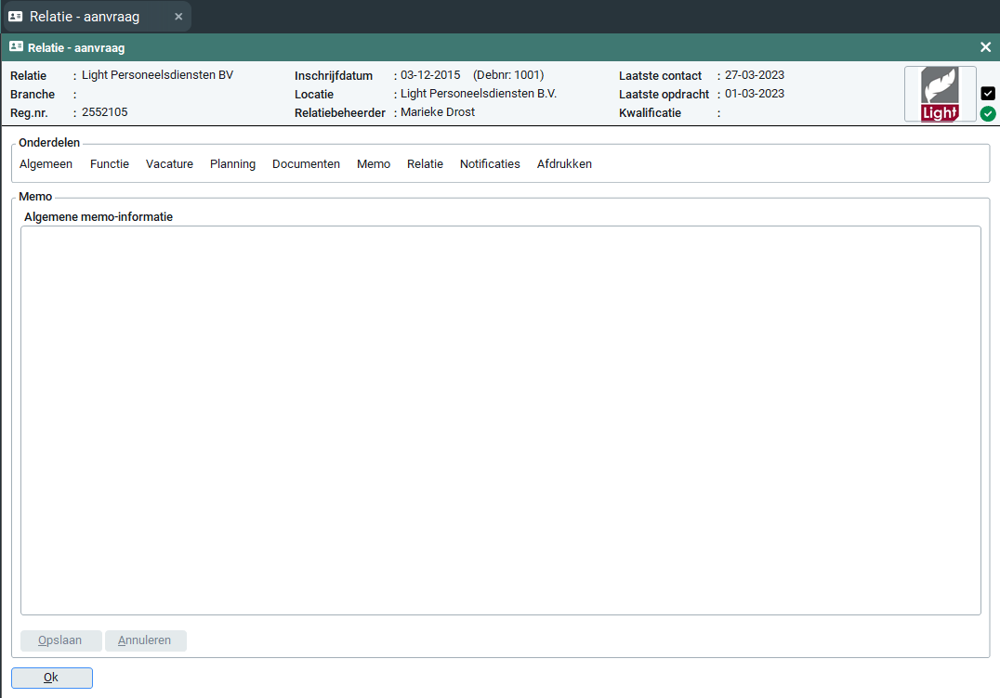 Relatie - aanvraag
Relatie - aanvraag
Relatie : Light Personeelsdiensten BV Inschrijfdatum : 03-12-2015 (Debnr: 1001) Laatste contact : 27-03-2023
Branche : Locatie : Light Personeelsdiensten B.V. Laatste opdracht : 01-03-2023
Reg.nr. : 2552105 Relatiebeheerder : Marieke Drost Kwalificatie :
Light
Onderdelen
Algemeen Functie Vacature Planning Documenten Memo Relatie Notificaties Afdrukken
Memo
Algemene memo-informatie
Opslaan Annuleren
Ok